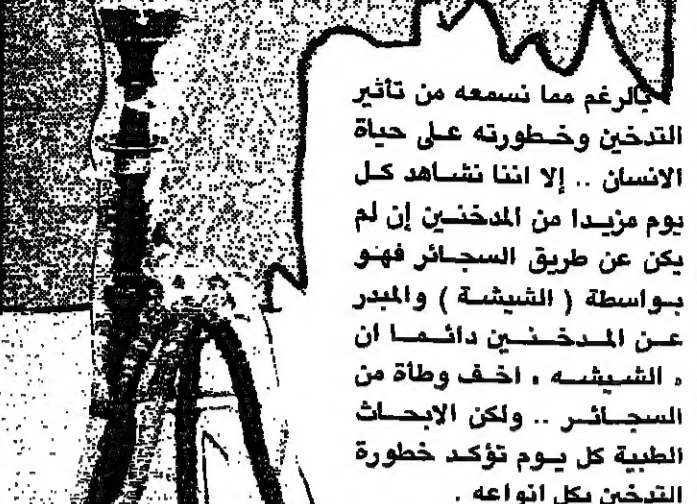 بالرغم مما نسمعه من تأثير
التدخين وخطورته على حياة
الانسان .. إلا اننا نشاهد كل
يوم مزيدا من المدخنين إن لم
يكن عن طريق السجائر فهو
بواسطة ( الشيشة ) والمبدر
عن المدخنين دائما ان
« الشيشه » اخف وطأة من
السجائر .. ولكن الابحاث
الطبية كل يوم تؤكد خطورة
التدخين بكل انواعه .